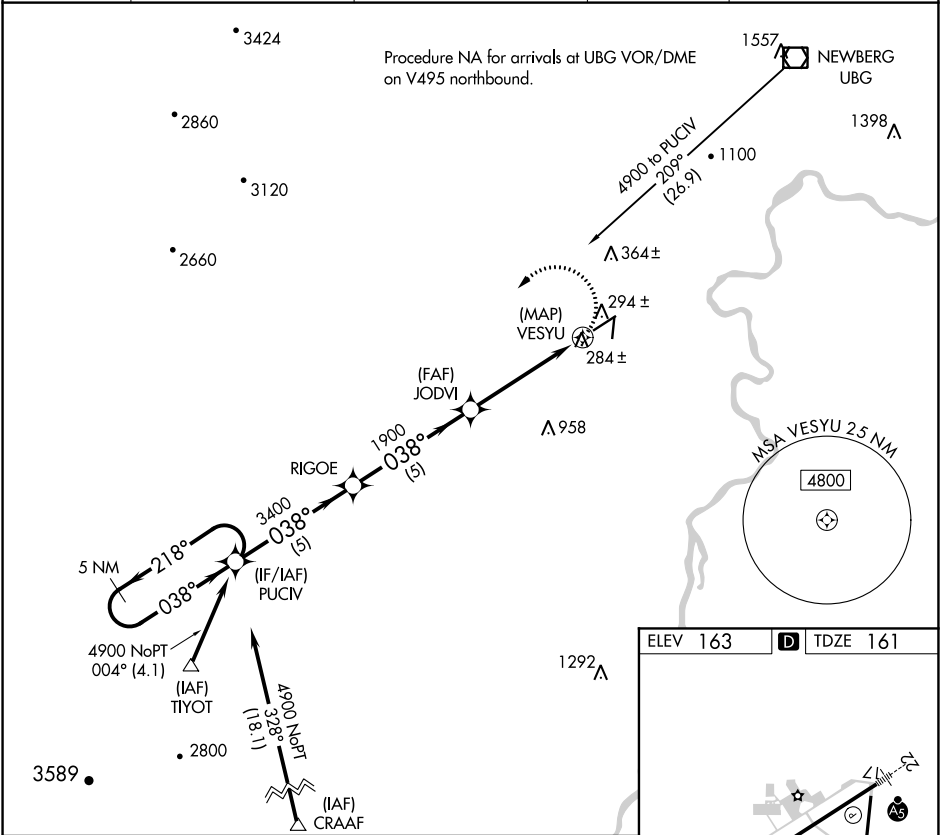 3424
Procedure NA for arrivals at UBG VOR/DME
on V495 northbound.
1557
NEWBERG
UBG
2860
1398
4900 to PUCIV
209°
(26.9)
1100
3120
2660
364±
(MAP)
VESYU
294±
284±
(FAF)
JODVI
958
1900
038°
(5)
RIGOE
MSA VESYU 25 NM
4800
3400
038°
(5)
5 NM
218°
038°
(IF/IAF)
PUCIV
4900 NoPT
004° (4.1)
(IAF)
TIYOT
4900 NoPT
328°
(18.1)
1292
ELEV 163
D
TDZE 161
2800
3589
(IAF)
CRAAF
17
22
P
A5